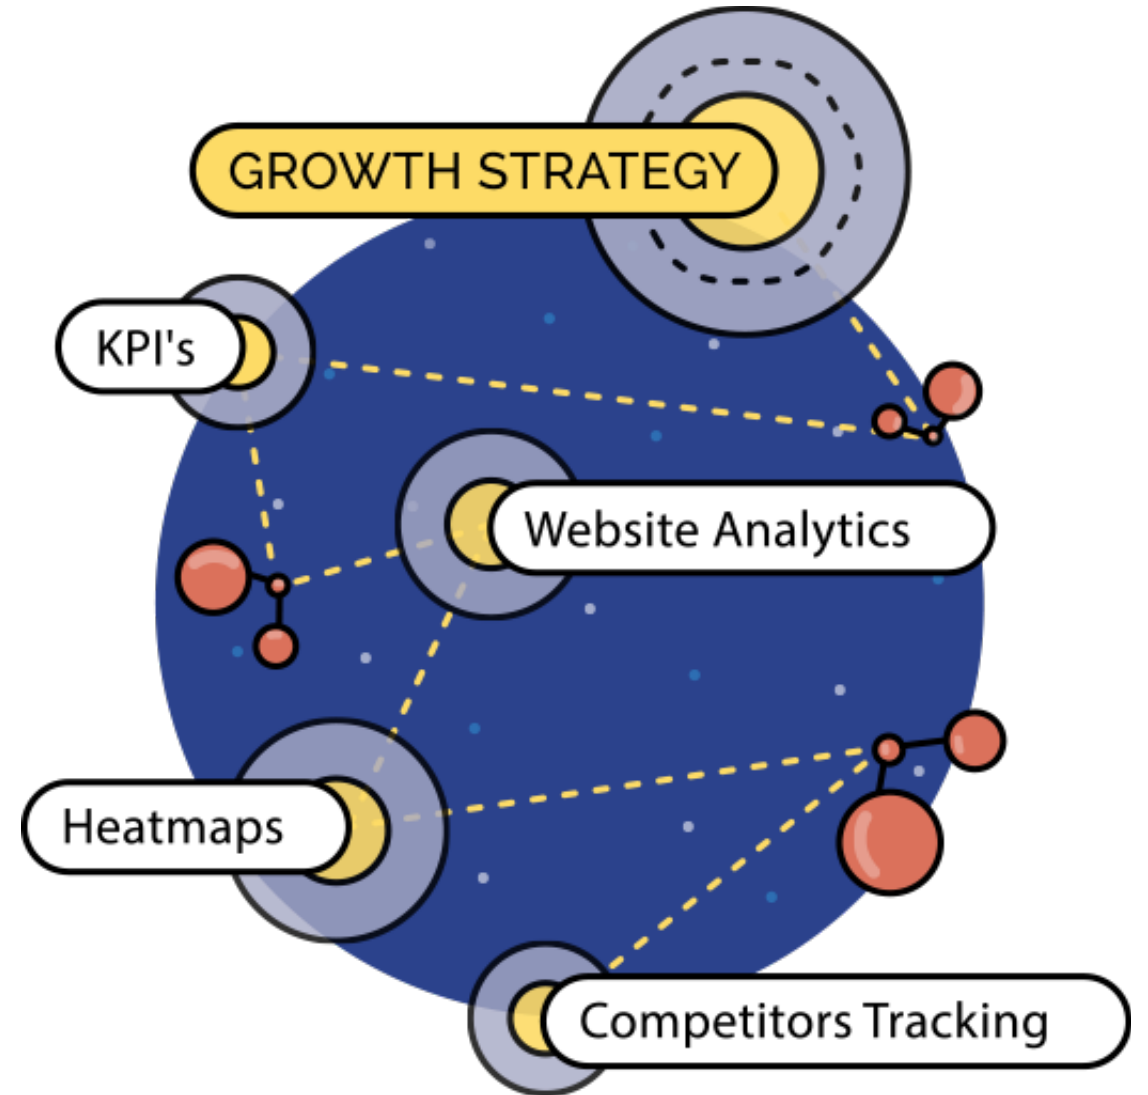 GROWTH STRATEGY
KPI's
Website Analytics
Heatmaps
Competitors Tracking